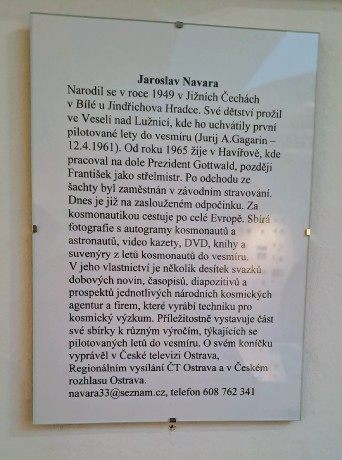 Jaroslav Navara
Narodil se v roce 1949 v Jižních Čechách
v Bílé u Jindřichova Hradce. Své dětství prožil
ve Veselí nad Lužnicí, kde ho uchvátily první
pilotované lety do vesmíru (Jurij A.Gagarin –
12.4.1961). Od roku 1965 žije v Havířově, kde
pracoval na dole Prezident Gottwald, později
František jako střelmistr. Po odchodu ze
šachty byl zaměstnán v závodním stravování.
Dnes je již na zaslouženém odpočinku. Za
kosmonautikou cestuje po celé Evropě. Sbírá
fotografie s autogramy kosmonautů a
astronautů, video kazety, DVD, knihy a
suvenýry z letů kosmonautů do vesmíru.
V jeho vlastnictví je několik desítek svazků
dobových novin, časopisů, diapozitivů a
prospektů jednotlivých národních kosmických
agentur a firem, které vyrábí techniku pro
kosmický výzkum. Příležitostně vystavuje část
své sbírky k různým výročím, týkajících se
pilotovaných letů do vesmíru. O svém koníčku
vyprávěl v České televizi Ostrava,
Regionálním vysílání ČT Ostrava a v Českém
rozhlasu Ostrava.
navara33@seznam.cz, telefon 608 762 341